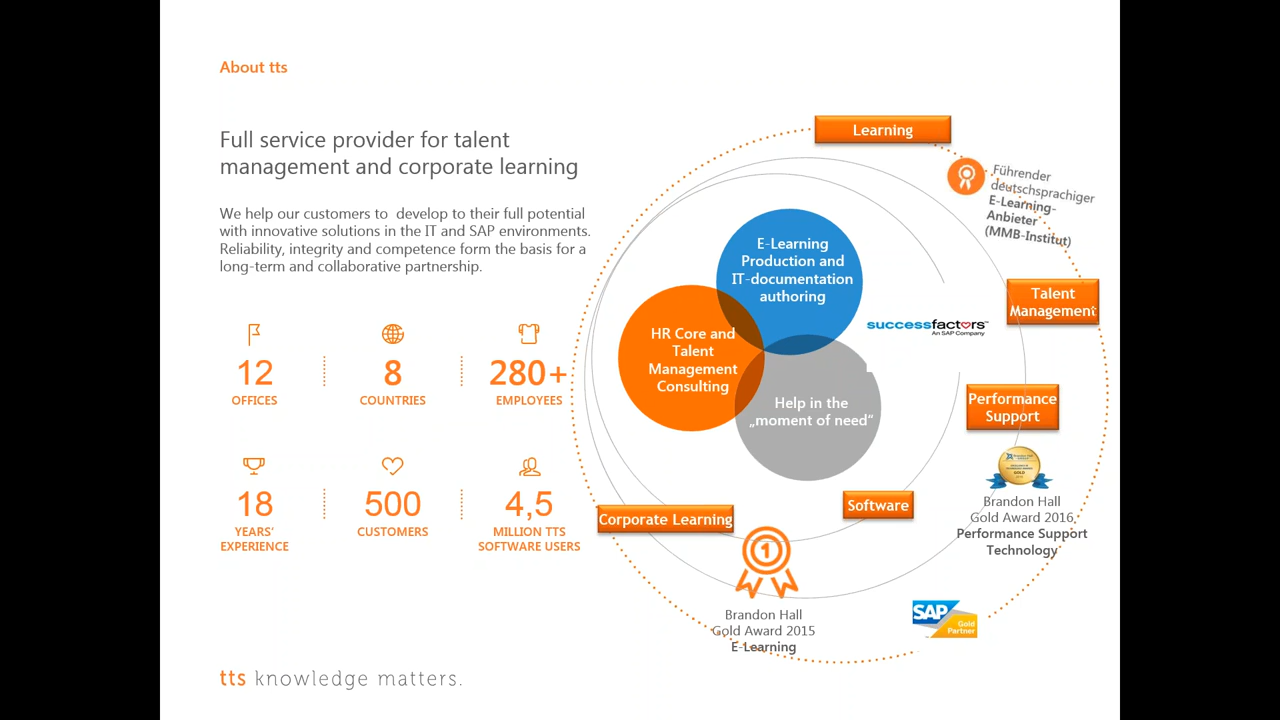 About tts
Full service provider for talent
management and corporate learning
We help our customers to  develop to their full potential
with innovative solutions in the IT and SAP environments.
Reliability, integrity and competence form the basis for a
long-term and collaborative partnership.
12
OFFICES
8
COUNTRIES
280+
EMPLOYEES
18
YEARS'
EXPERIENCE
500
CUSTOMERS
4,5
MILLION TTS
SOFTWARE USERS
Learning
Führender
deutschsprachiger
E-Learning-
Anbieter
(MMB-Institut)
E-Learning
Production and
IT-documentation
authoring
Talent
Management
successfactors™
An SAP Company
HR Core and
Talent
Management
Consulting
Help in the
„moment of need“
Performance
Support
Brandon Hall
Gold Award 2016
Performance Support
Technology
Software
Corporate Learning
1
Brandon Hall
Gold Award 2015
E-Learning
SAP
Gold
Partner
tts knowledge matters.